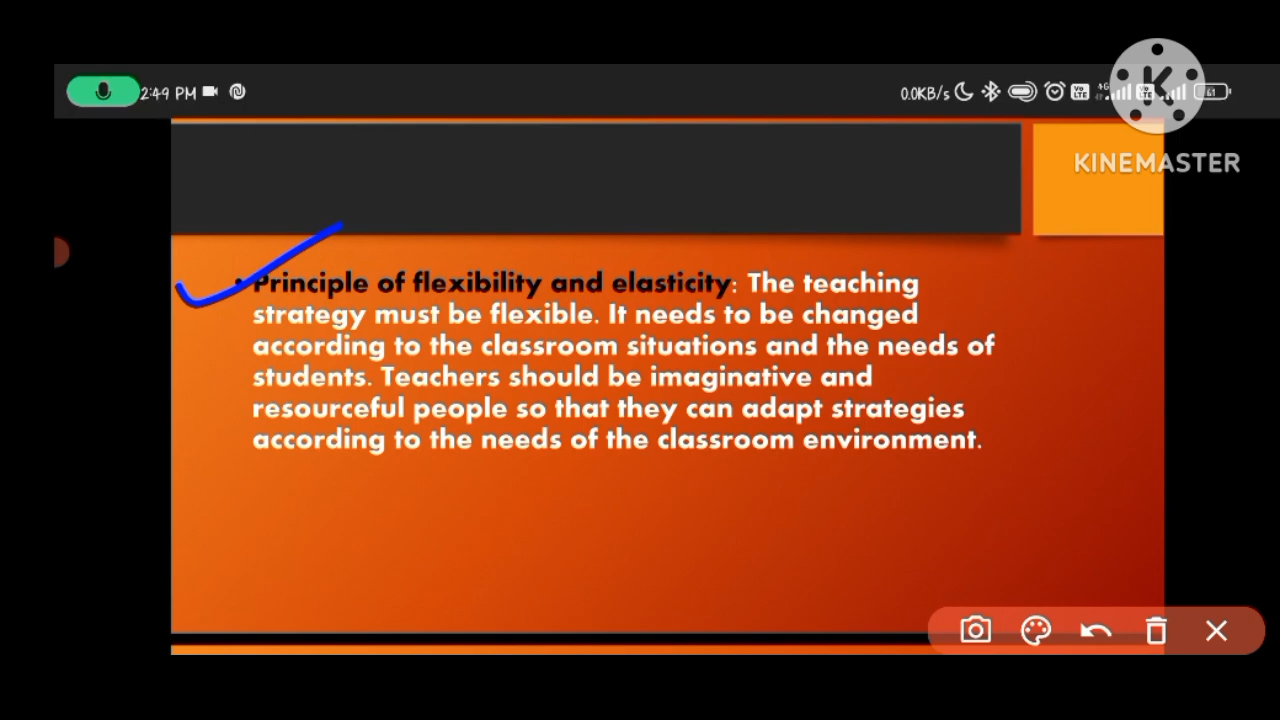 2:49 PM
0.0KB/s
61
KINEMASTER
• Principle of flexibility and elasticity: The teaching
strategy must be flexible. It needs to be changed
according to the classroom situations and the needs of
students. Teachers should be imaginative and
resourceful people so that they can adapt strategies
according to the needs of the classroom environment.